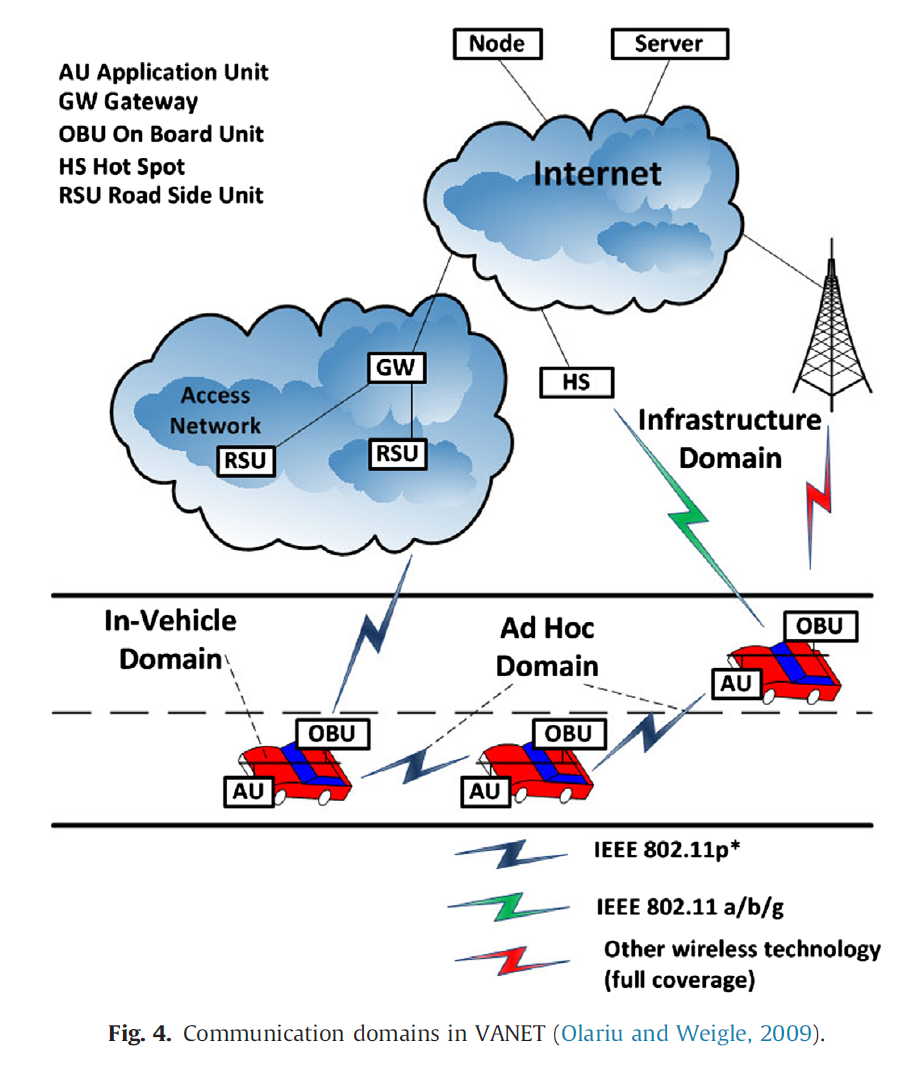 Node
Server
AU Application Unit
GW Gateway
OBU On Board Unit
HS Hot Spot
RSU Road Side Unit
Internet
GW
HS
Access
Network
RSU
RSU
Infrastructure
Domain
In-Vehicle
Domain
Ad Hoc
Domain
OBU
AU
OBU
AU
OBU
AU
IEEE 802.11p*
IEEE 802.11 a/b/g
Other wireless technology
(full coverage)
Fig. 4. Communication domains in VANET (Olariu and Weigle, 2009).